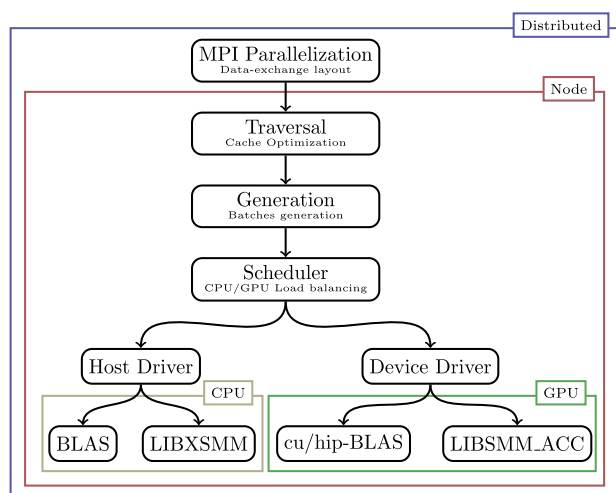 Distributed
MPI Parallelization
Data-exchange layout
Node
Traversal
Cache Optimization
Generation
Batches generation
Scheduler
CPU/GPU Load balancing
Host Driver
Device Driver
CPU
GPU
BLAS
LIBXSMM
cu/hip-BLAS
LIBSMM_ACC